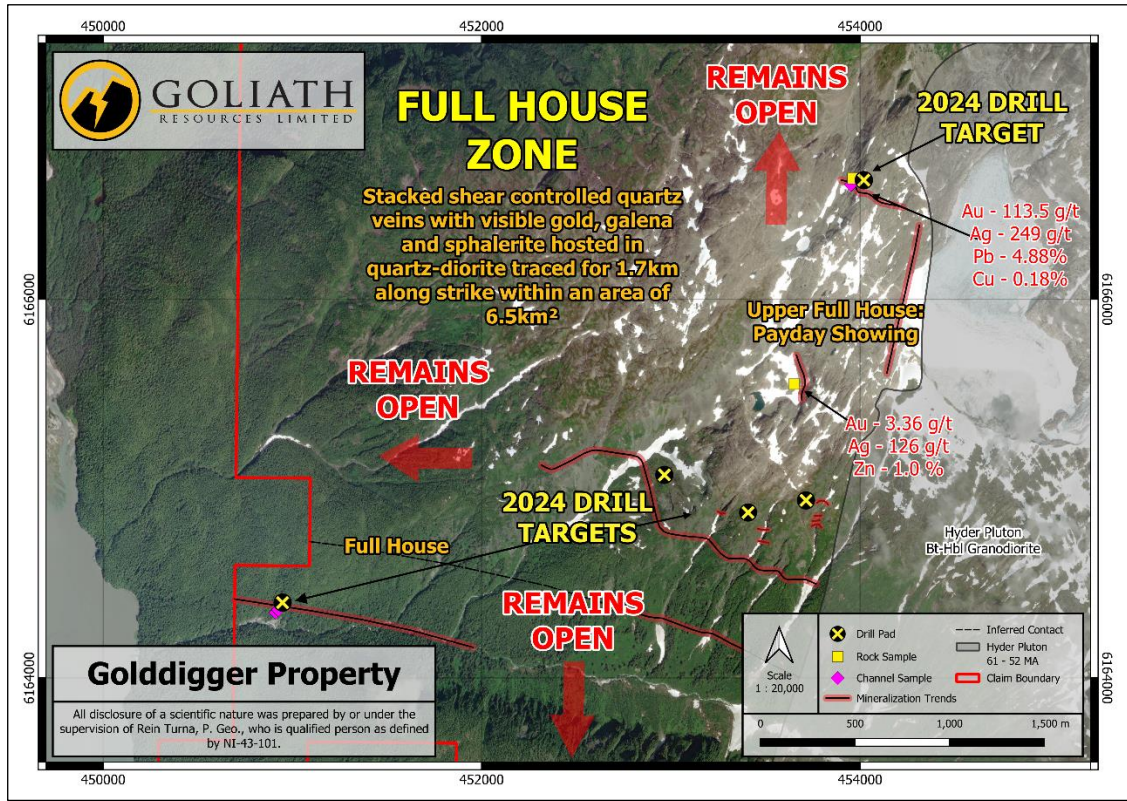 450000
452000
454000
GOLIATH
RESOURCES LIMITED
FULL HOUSE
ZONE
Stacked shear controlled quartz
veins with visible gold, galena
and sphalerite hosted in
quartz-diorite traced for 1.7km
along strike within an area of
6.5km²
REMAINS
OPEN
2024 DRILL
TARGET
Au - 113.5 g/t
Ag - 249 g/t
Pb - 4.88%
Cu - 0.18%
6166000
6166000
Upper Full House:
Payday Showing
REMAINS
OPEN
Au - 3.36 g/t
Ag - 126 g/t
Zn - 1.0 %
2024 DRILL
TARGETS
Full House
Hyder Pluton
Bt-Hbl Granodiorite
REMAINS
OPEN
Golddigger Property
All disclosure of a scientific nature was prepared by or under the
supervision of Rein Turna, P. Geo., who is qualified person as defined
by NI-43-101.
Scale
1 : 20,000
Drill Pad
Rock Sample
Channel Sample
Mineralization Trends
Inferred Contact
Hyder Pluton
61 - 52 MA
Claim Boundary
0
500
1,000
1,500 m
6164000
6164000
450000
452000
454000